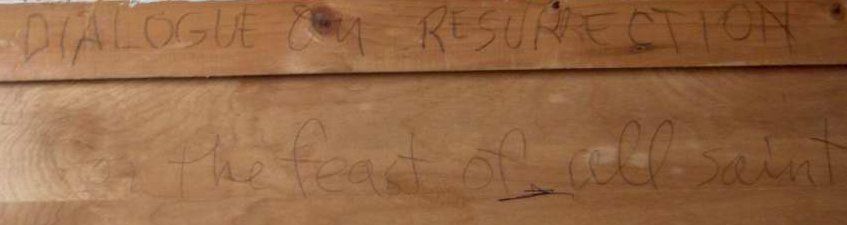 DIALOGUE ON RESURRECTION
the feast of all saint